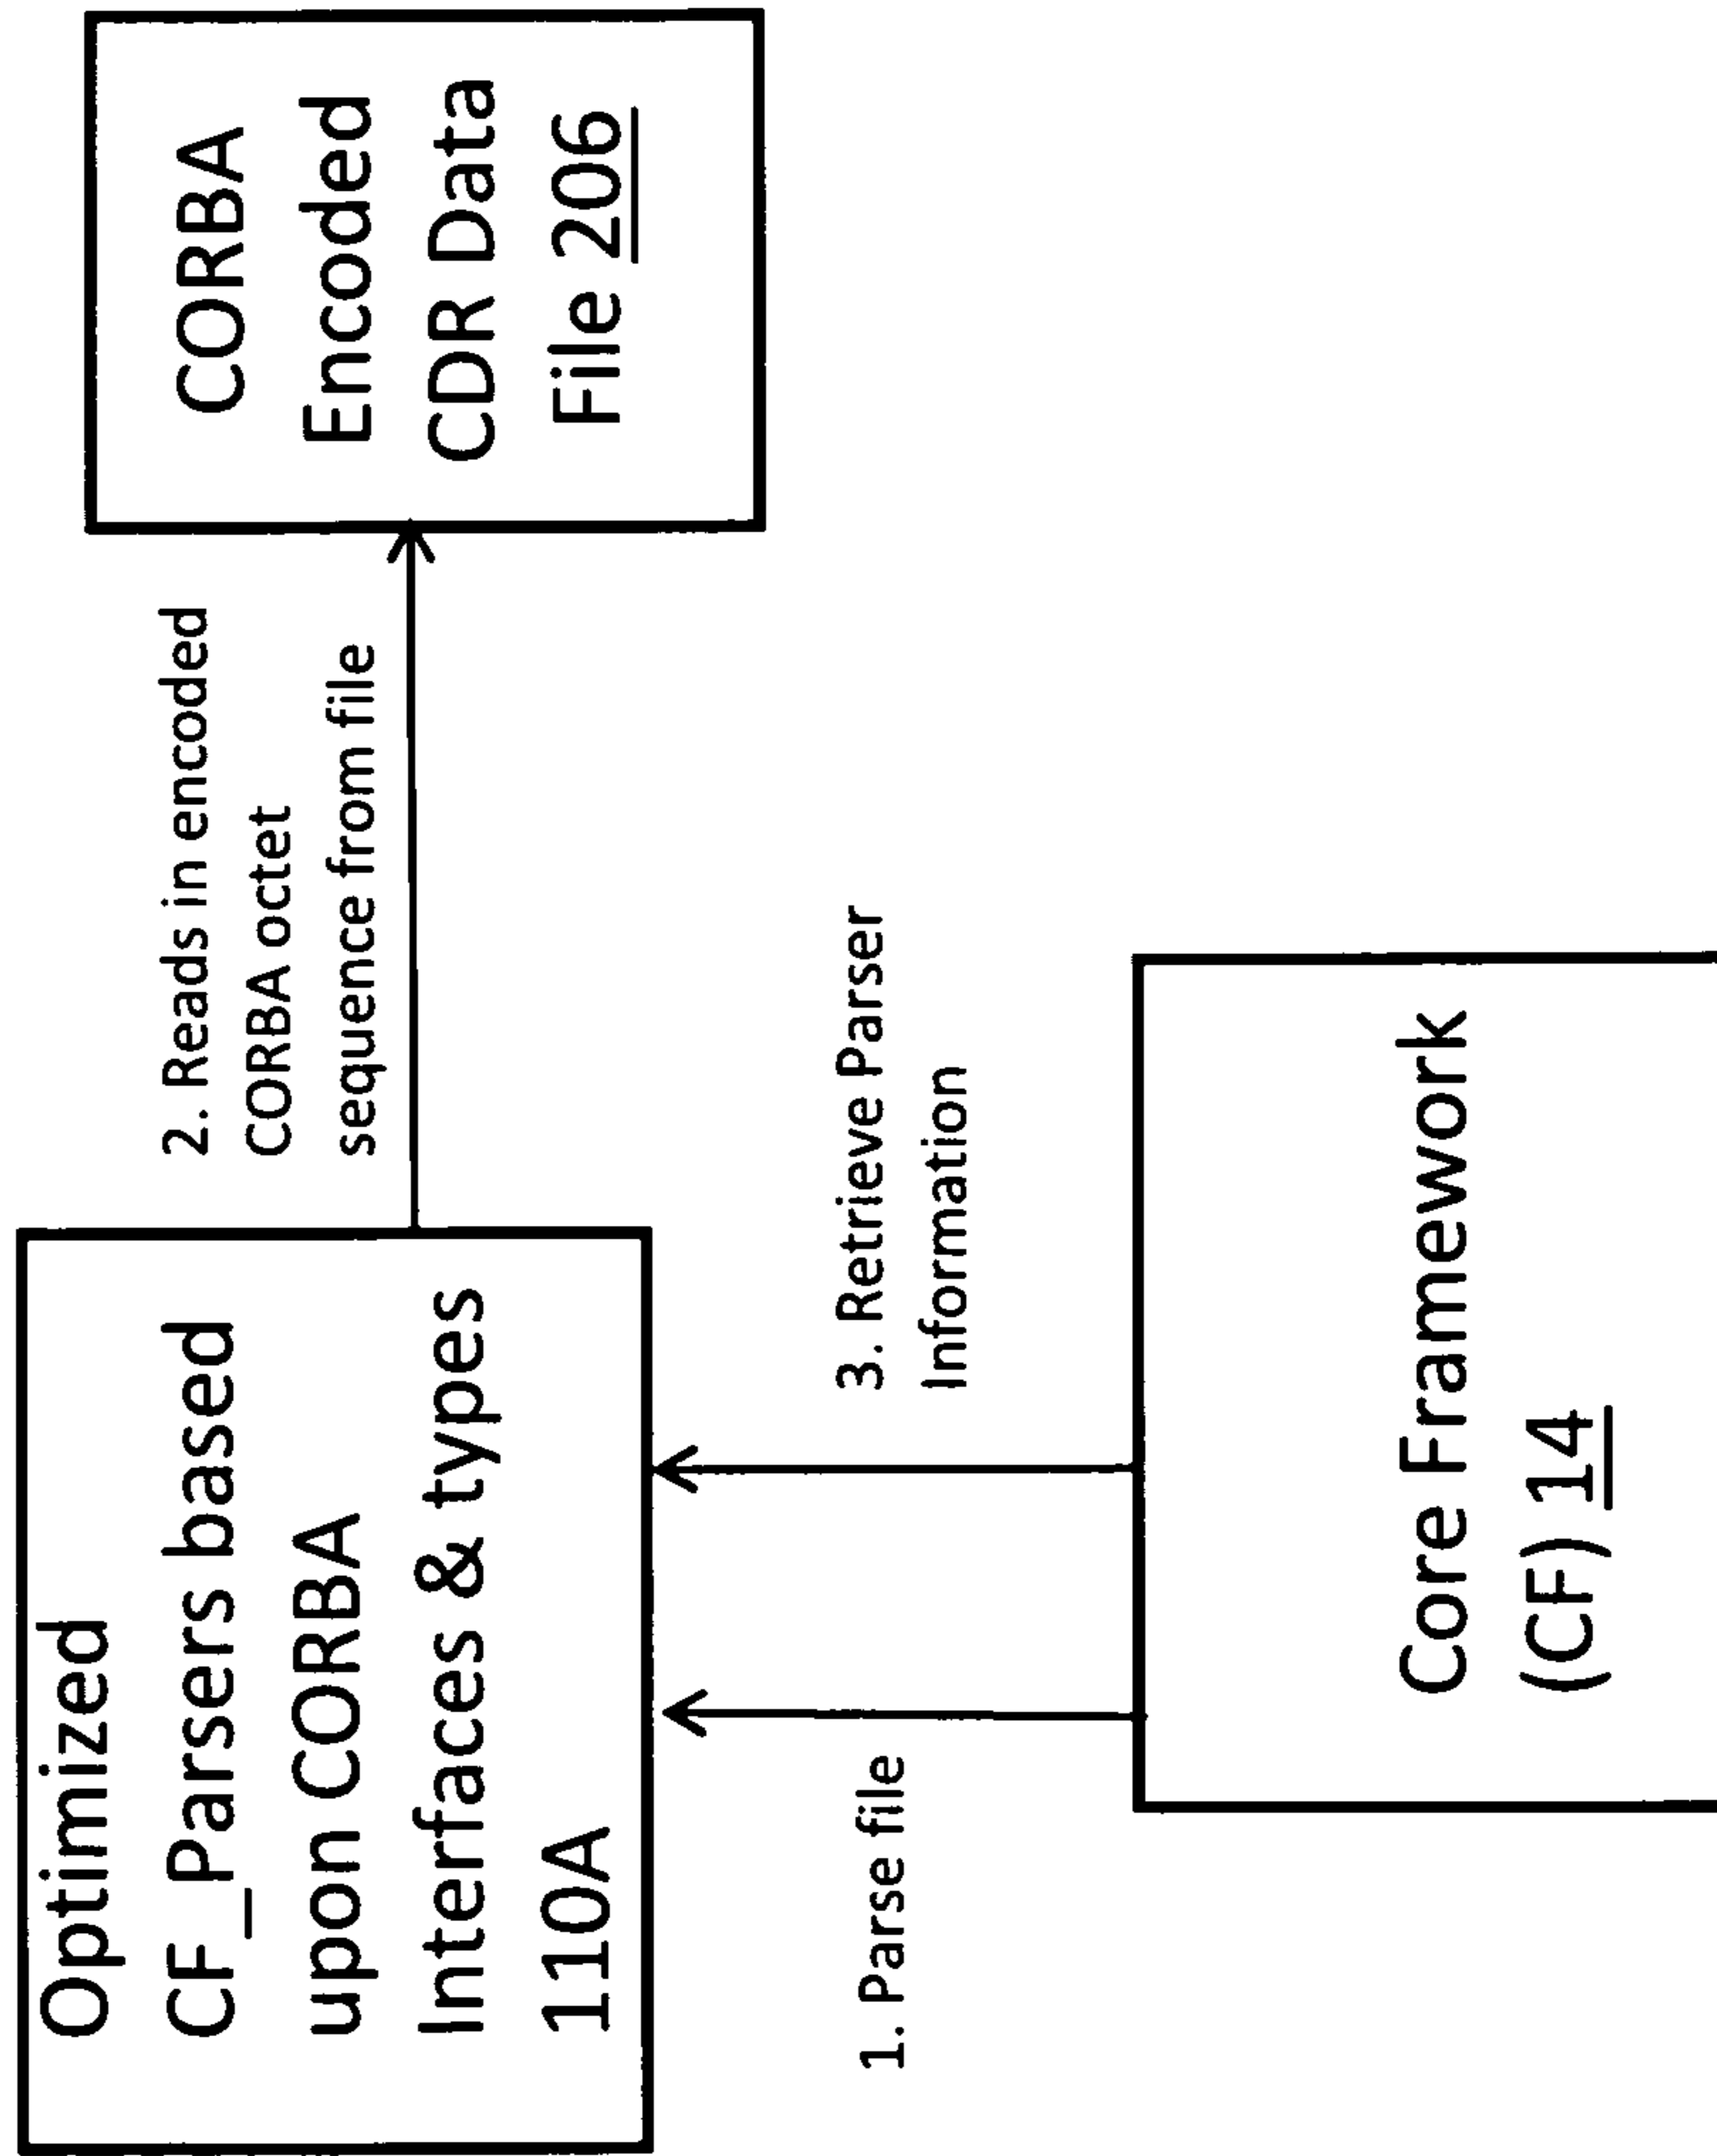 Optimized
CF_Parsers based
upon CORBA
Interfaces & types
110A
2. Reads in encoded
CORBA octet
sequence from file
CORBA
Encoded
CDR Data
File 206
1. Parse file
3. Retrieve Parser
Information
Core Framework
(CF) 14